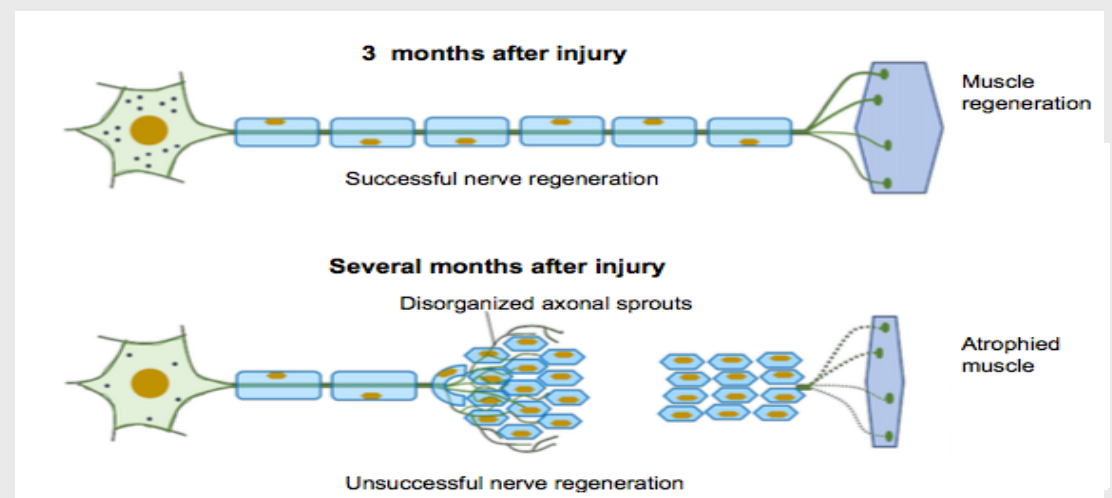 3 months after injury
Muscle
regeneration
Successful nerve regeneration
Several months after injury
Disorganized axonal sprouts
Atrophied
muscle
Unsuccessful nerve regeneration